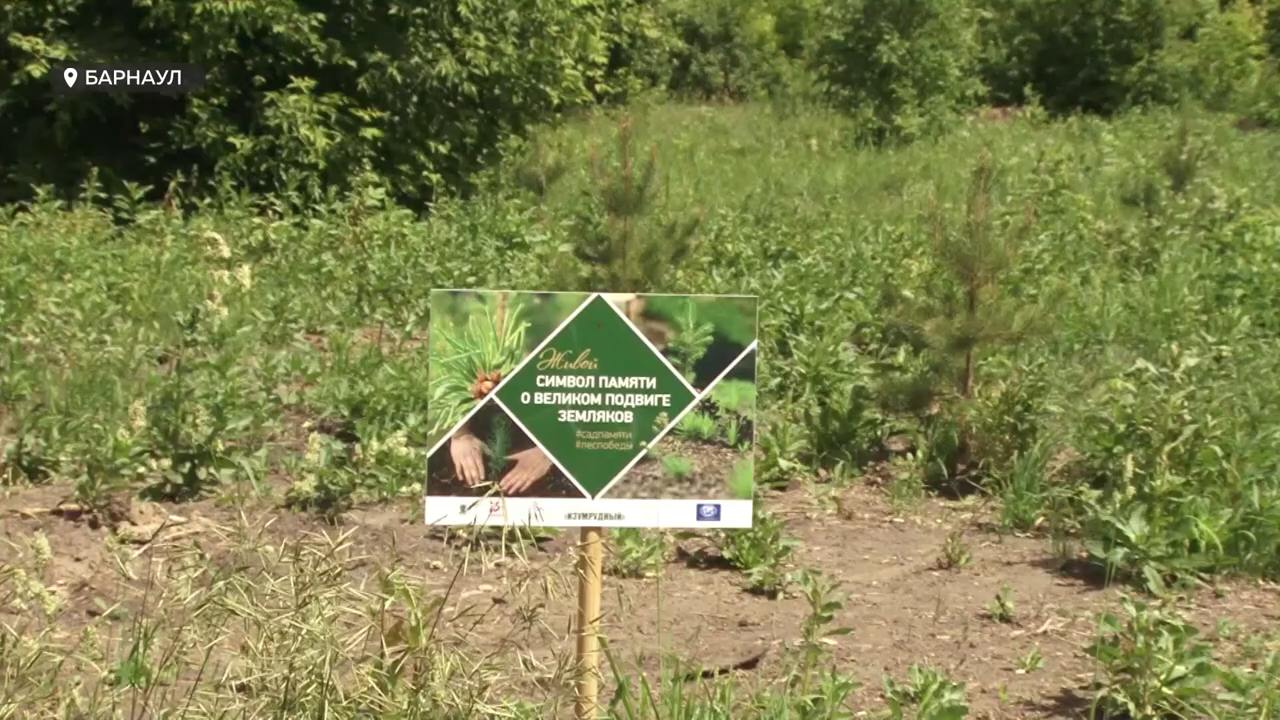 БАРНАУЛ
Живой
СИМВОЛ ПАМЯТИ
О ВЕЛИКОМ ПОДВИГЕ
ЗЕМЛЯКОВ
#садпамяти
#леспобеды
«ИЗУМРУДНЫЙ»